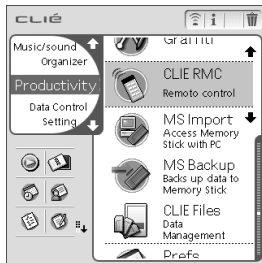 CLIÉ
i
Music/sound
Organizer
Productivity
Data Control
Setting
Graffiti
CLIE RMC
Remoto control
MS Import
Access Memory
Stick with PC
MS Backup
Backs up data to
Memory Stick
CLIE Files
Data
Management
Prefs